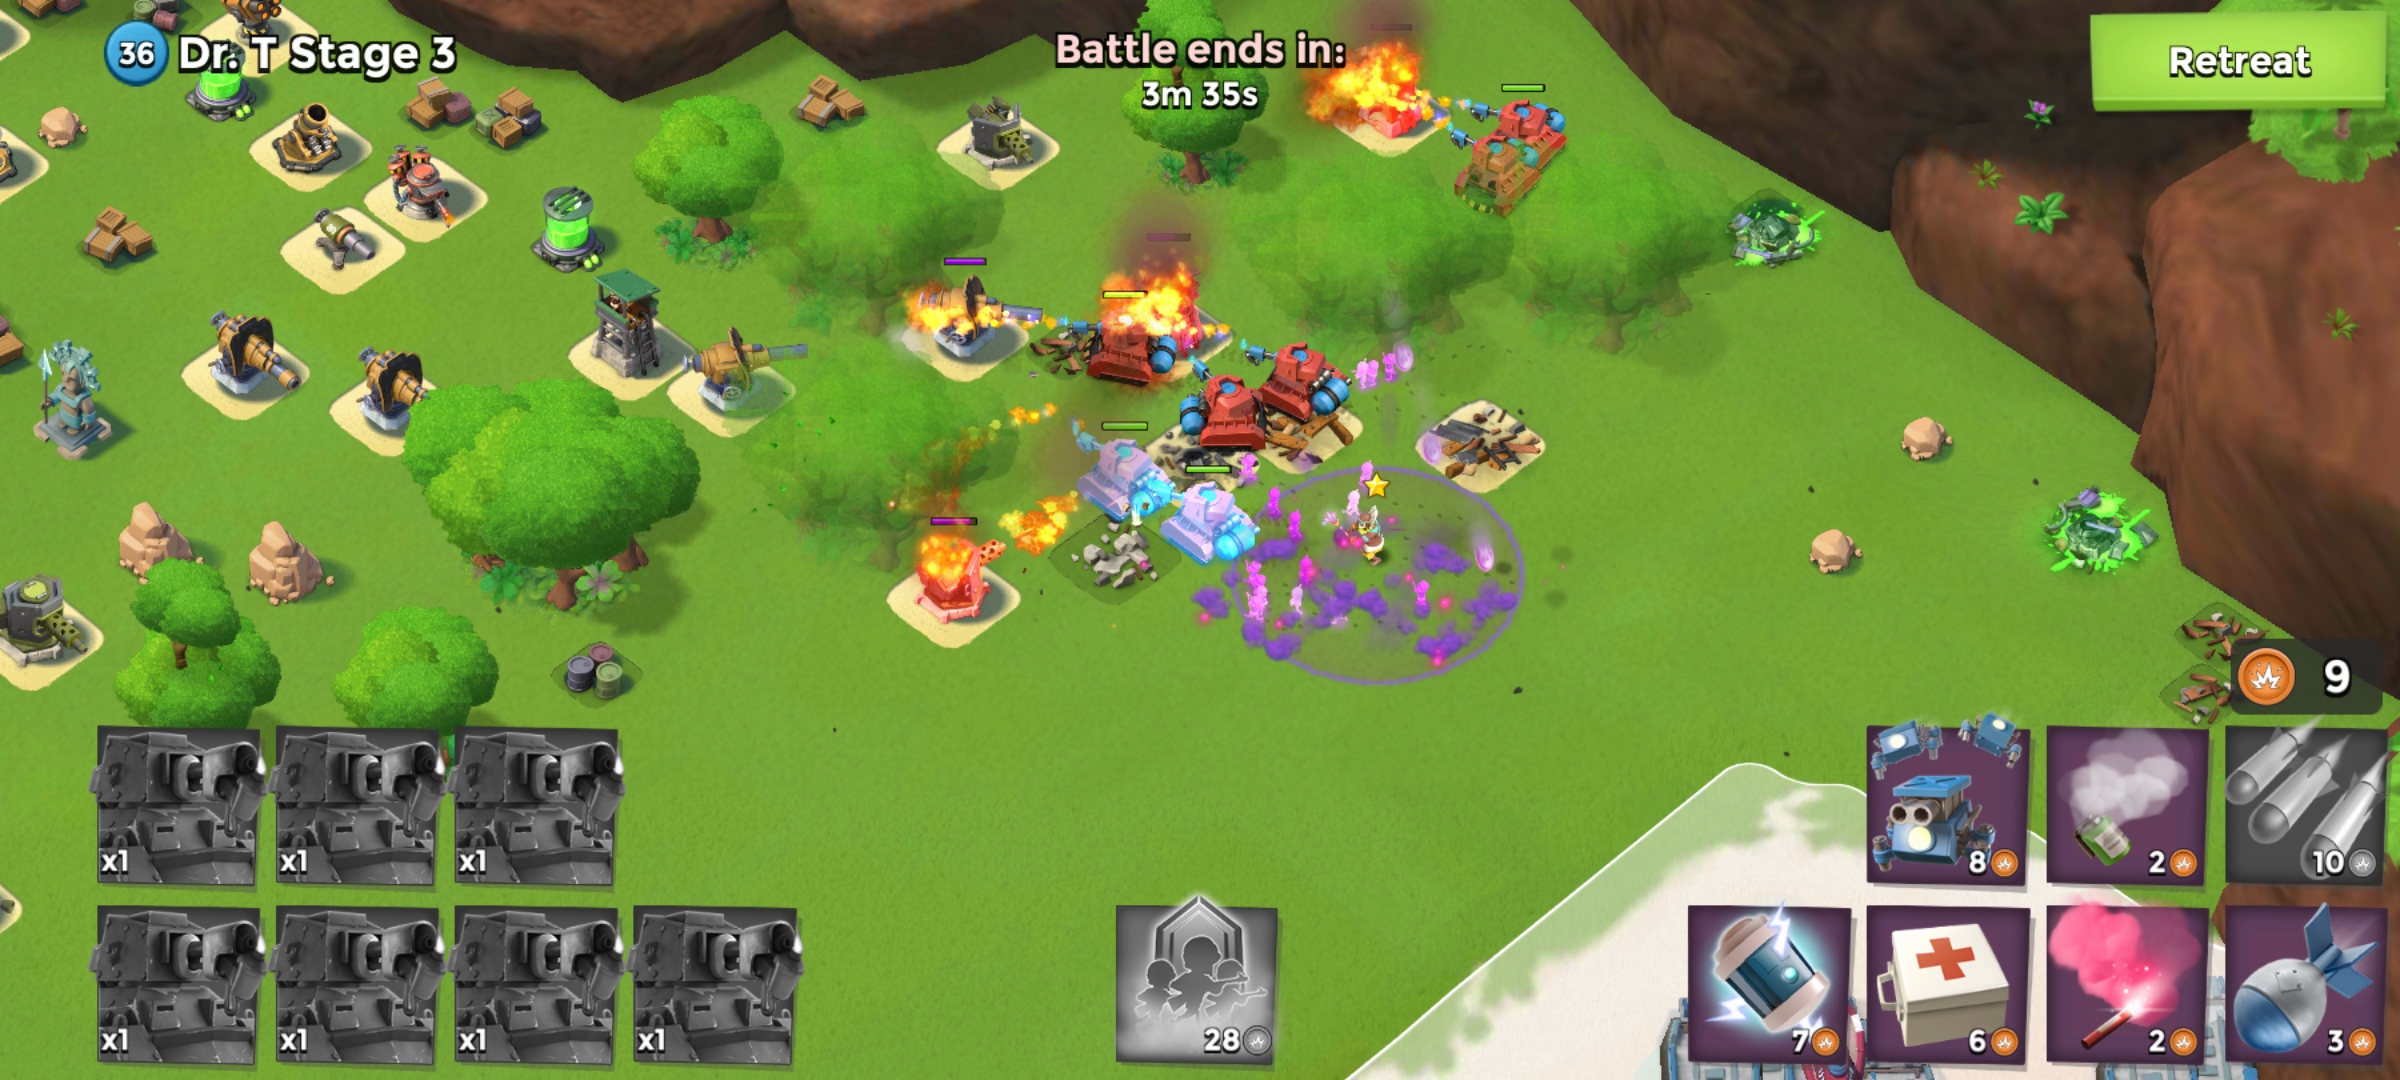 36 Dr. T Stage 3
Battle ends in:
3m 35s
Retreat
9
x1 x1 x1
8 2 10
x1 x1 x1 x1
28
7 6 2 3